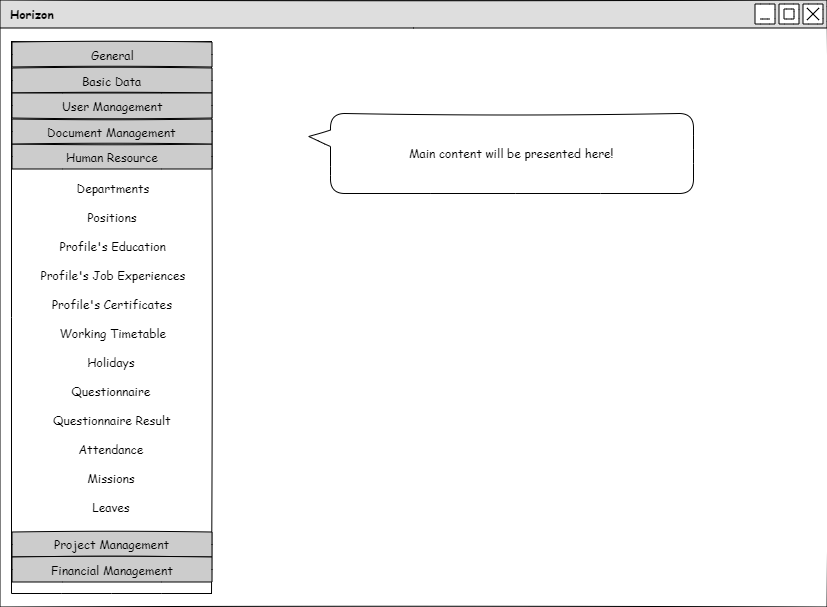 Horizon
General
Basic Data
User Management
Document Management
Human Resource
Departments
Positions
Profile's Education
Profile's Job Experiences
Profile's Certificates
Working Timetable
Holidays
Questionnaire
Questionnaire Result
Attendance
Missions
Leaves
Project Management
Financial Management
Main content will be presented here!